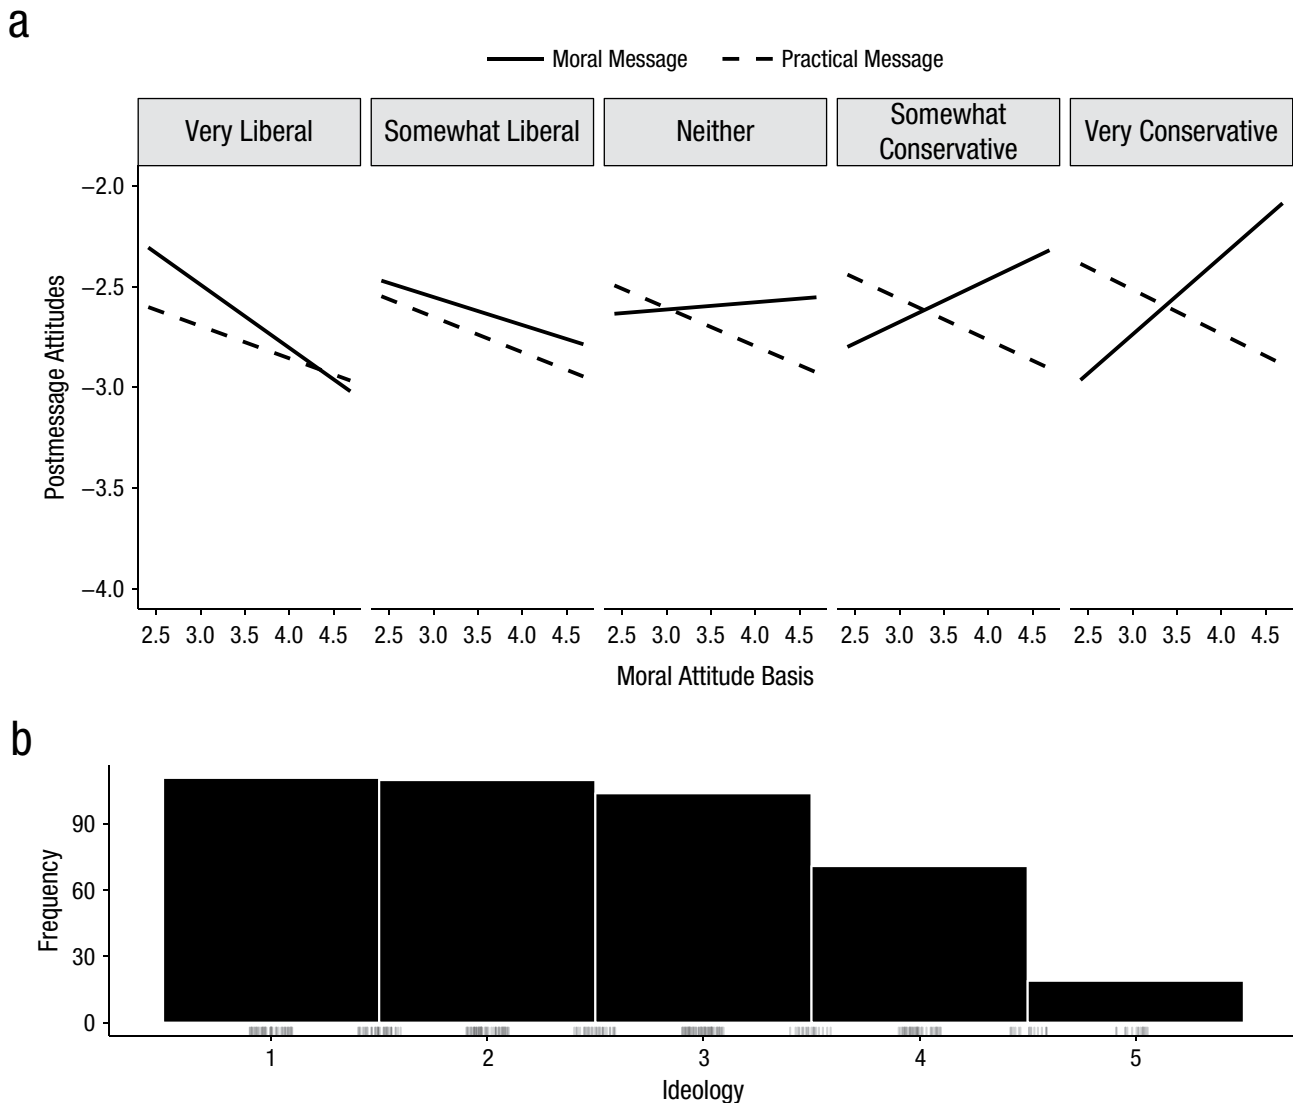 a
Moral Message Practical Message
Very Liberal Somewhat Liberal Neither Somewhat Conservative Very Conservative
Postmessage Attitudes
−2.0
−2.5
−3.0
−3.5
−4.0
2.5 3.0 3.5 4.0 4.5 2.5 3.0 3.5 4.0 4.5 2.5 3.0 3.5 4.0 4.5 2.5 3.0 3.5 4.0 4.5 2.5 3.0 3.5 4.0 4.5
Moral Attitude Basis
b
Frequency
90
60
30
0
1 2 3 4 5
Ideology